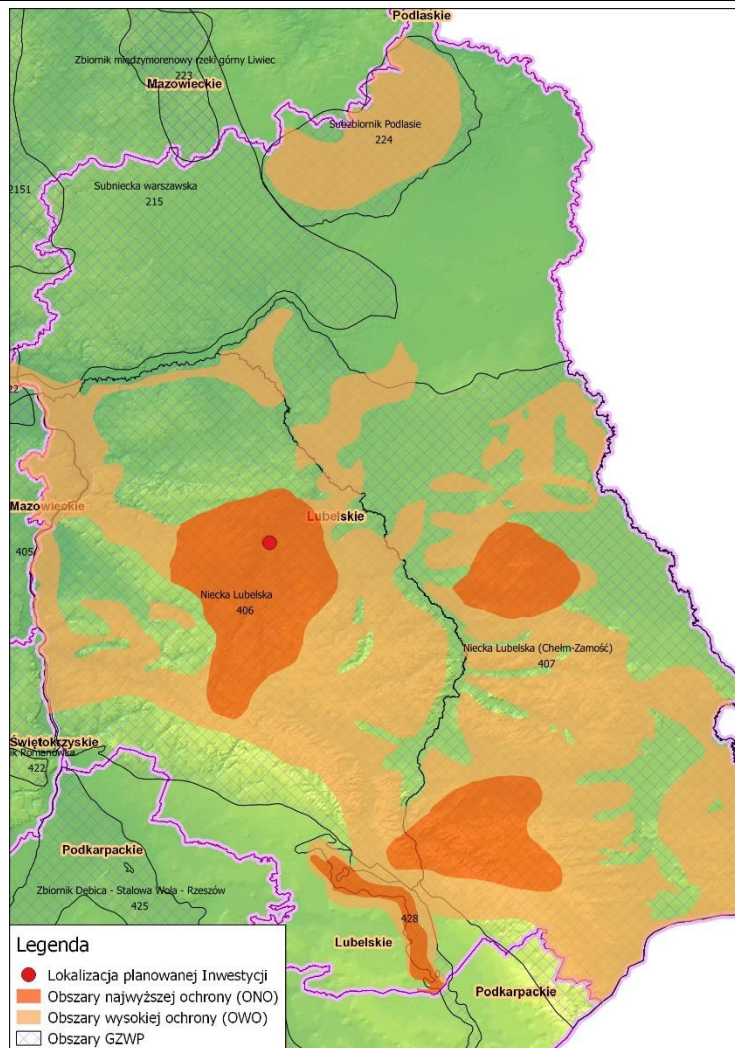 Podlaskie
Zbiornik międzymorenowy rzeki górny Liwiec
223
Mazowieckie
Subzbiornik Podlasie
224
2151
Subniecka warszawska
215
22
Mazowieckie
Lubelskie
405
Niecka Lubelska
406
Niecka Lubelska (Chełm-Zamość)
407
Świętokrzyskie
ik Romanówka
422
Podkarpackie
Zbiornik Dębica - Stalowa Wola - Rzeszów
425
428
Lubelskie
Podkarpackie
Legenda
Lokalizacja planowanej Inwestycji
Obszary najwyższej ochrony (ONO)
Obszary wysokiej ochrony (OWO)
Obszary GZWP